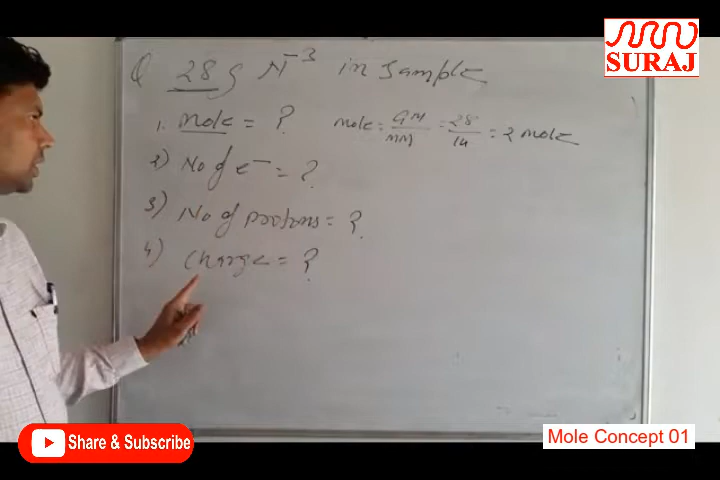 SURAJ
Q 28 g N⁻³ in sample
1. mole = ? mole = GM/MM = 28/14 = 2 mole
2) No of e⁻ = ?
3) No of protons = ?
4) charge = ?
Share & Subscribe
Mole Concept 01